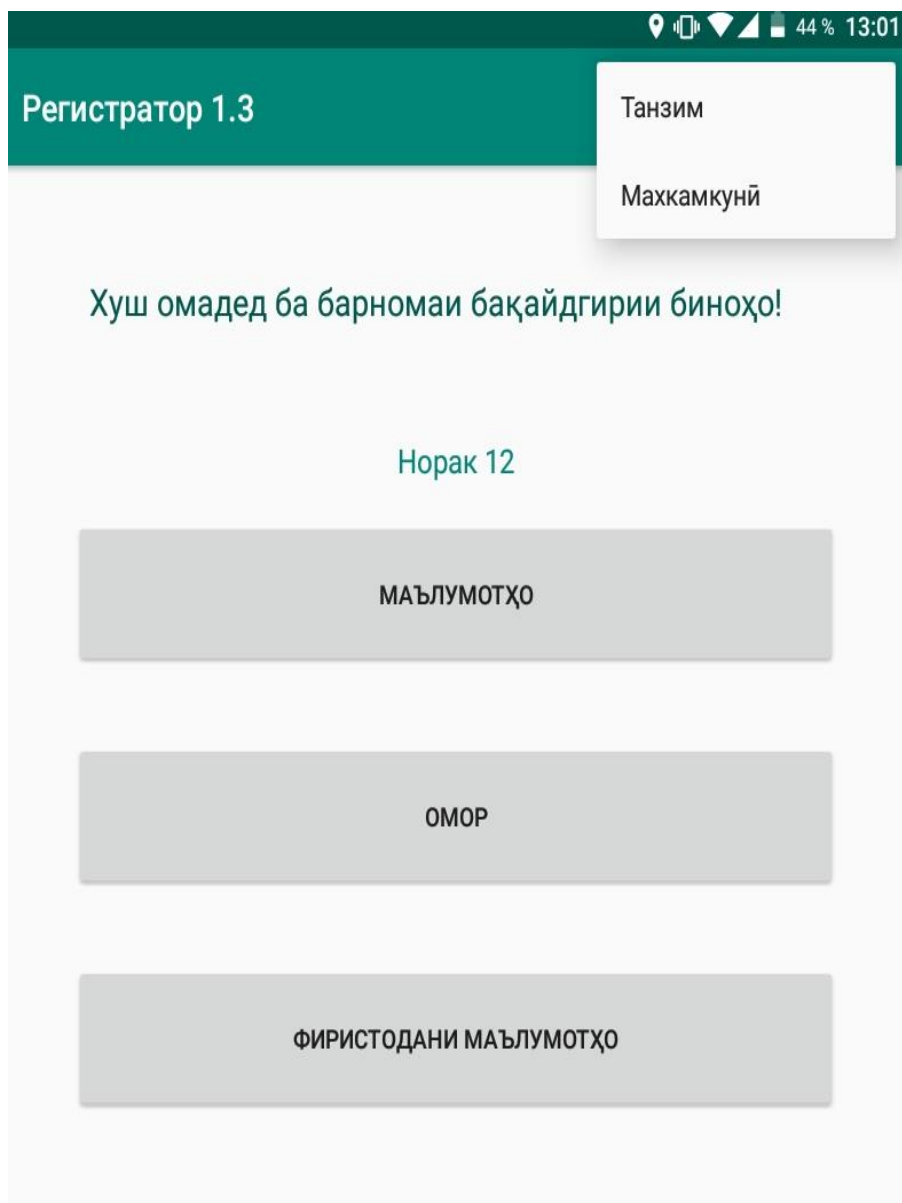 44 % 13:01
Регистратор 1.3
Танзим
Махкамкунӣ
Хуш омадед ба барномаи бақайдгирии биноҳо!
Норак 12
МАЪЛУМОТҲО
ОМОР
ФИРИСТОДАНИ МАЪЛУМОТҲО